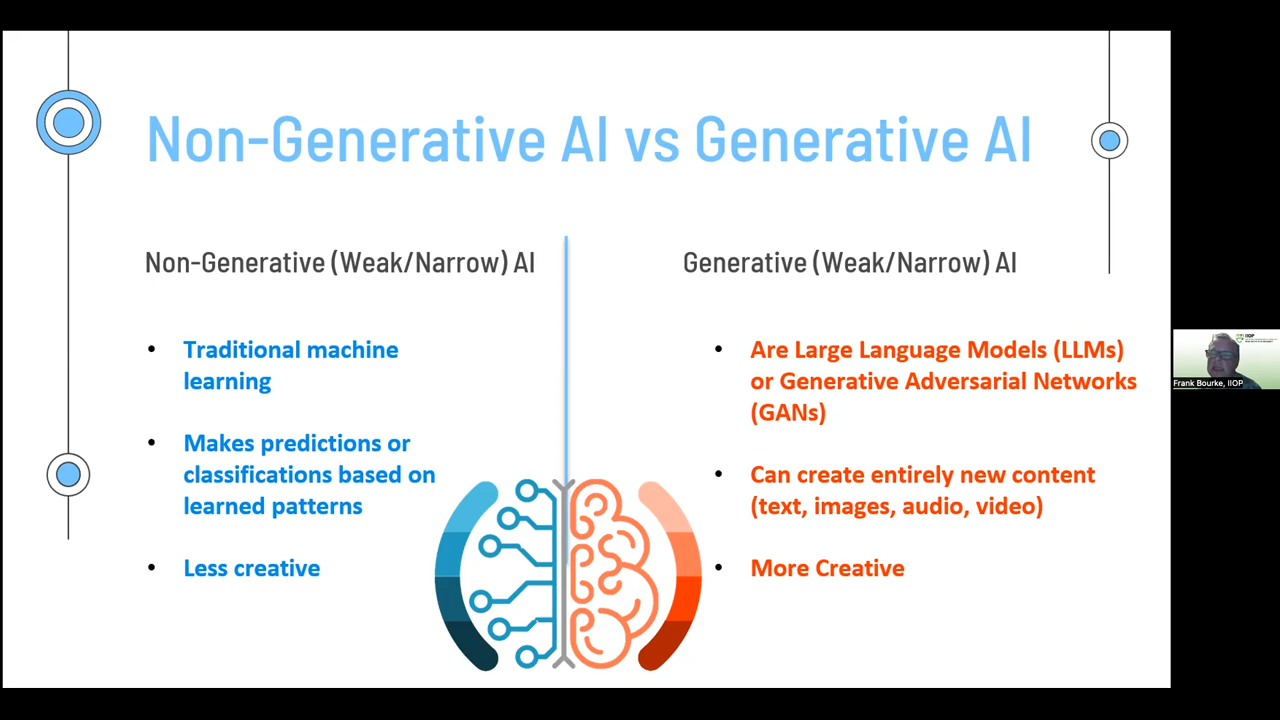 Non-Generative AI vs Generative AI
Non-Generative (Weak/Narrow) AI
Traditional machine
learning
Makes predictions or
classifications based on
learned patterns
Less creative
Generative (Weak/Narrow) AI
Are Large Language Models (LLMs)
or Generative Adversarial Networks
(GANs)
Can create entirely new content
(text, images, audio, video)
More Creative
IIOP
Frank Bourke, IIOP